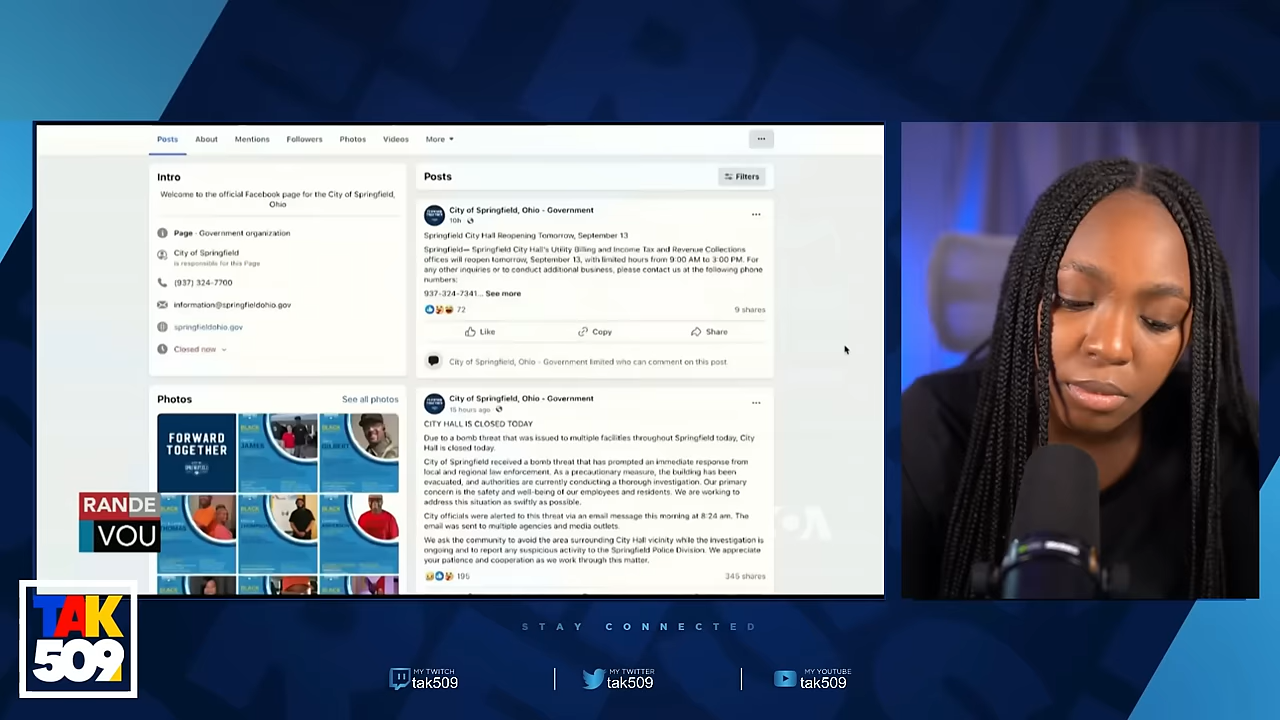 Posts About Mentions Followers Photos Videos More
Intro
Welcome to the official Facebook page for the City of Springfield,
Ohio
Page · Government organization
City of Springfield
is responsible for this Page
(937) 324-7700
information@springfieldohio.gov
springfieldohio.gov
Closed now
Photos
See all photos
FORWARD
TOGETHER
Posts
Filters
City of Springfield, Ohio - Government
10h
Springfield City Hall Reopening Tomorrow, September 13
Springfield— Springfield City Hall's Utility Billing and Income Tax and Revenue Collections
offices will reopen tomorrow, September 13, with limited hours from 9:00 AM to 3:00 PM. For
any other inquiries or to conduct additional business, please contact us at the following phone
numbers:
937-324-7341... See more
72
9 shares
Like Copy Share
City of Springfield, Ohio - Government limited who can comment on this post.
City of Springfield, Ohio - Government
15 hours ago
CITY HALL IS CLOSED TODAY
Due to a bomb threat that was issued to multiple facilities throughout Springfield today, City
Hall is closed today.
City of Springfield received a bomb threat that has prompted an immediate response from
local and regional law enforcement. As a precautionary measure, the building has been
evacuated, and authorities are currently conducting a thorough investigation. Our primary
concern is the safety and well-being of our employees and residents. We are working to
address this situation as swiftly as possible.
City officials were alerted to this threat via an email message this morning at 8:24 am. The
email was sent to multiple agencies and media outlets.
We ask the community to avoid the area surrounding City Hall vicinity while the investigation is
ongoing and to report any suspicious activity to the Springfield Police Division. We appreciate
your patience and cooperation as we work through this matter.
195
345 shares
RANDE
VOU
VOA
TAK
509
STAY CONNECTED
MY TWITCH
tak509
MY TWITTER
tak509
MY YOUTUBE
tak509